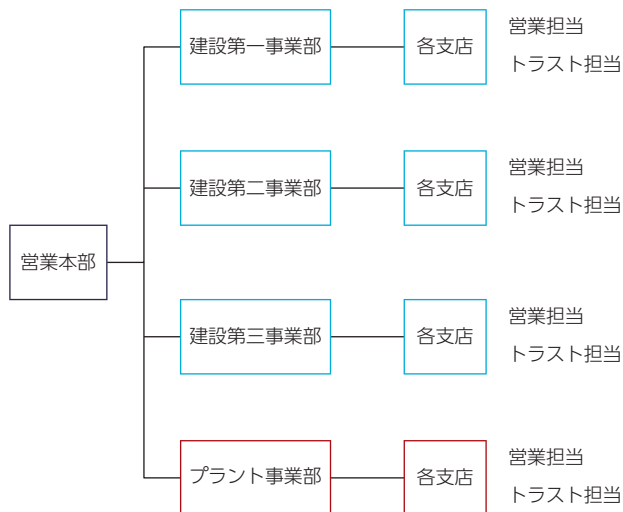 建設第一事業部
各支店
営業担当
トラスト担当
建設第二事業部
各支店
営業担当
トラスト担当
営業本部
建設第三事業部
各支店
営業担当
トラスト担当
プラント事業部
各支店
営業担当
トラスト担当